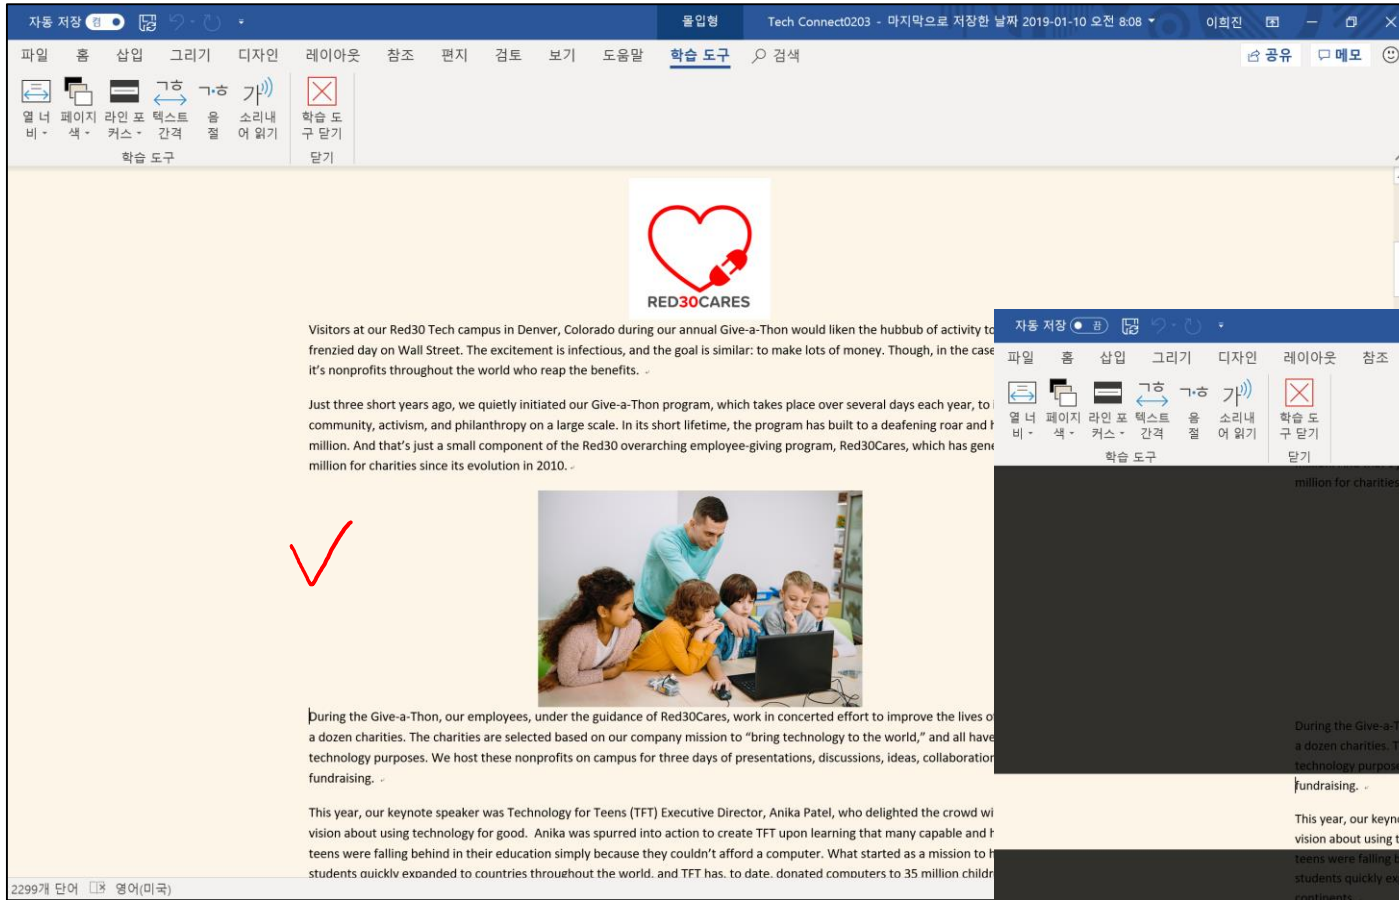 자동 저장 켬
몰입형
Tech Connect0203 - 마지막으로 저장한 날짜 2019-01-10 오전 8:08
이희진
파일 홈 삽입 그리기 디자인 레이아웃 참조 편지 검토 보기 도움말 학습 도구 검색
공유 메모
열 너비 페이지 색 라인 포커스 텍스트 간격 음절 소리내어 읽기 학습 도구 닫기
학습 도구 닫기
RED30CARES
Visitors at our Red30 Tech campus in Denver, Colorado during our annual Give-a-Thon would liken the hubbub of activity to
frenzied day on Wall Street. The excitement is infectious, and the goal is similar: to make lots of money. Though, in the case
it's nonprofits throughout the world who reap the benefits.
Just three short years ago, we quietly initiated our Give-a-Thon program, which takes place over several days each year, to
community, activism, and philanthropy on a large scale. In its short lifetime, the program has built to a deafening roar and
million. And that's just a small component of the Red30 overarching employee-giving program, Red30Cares, which has gene
million for charities since its evolution in 2010.
During the Give-a-Thon, our employees, under the guidance of Red30Cares, work in concerted effort to improve the lives o
a dozen charities. The charities are selected based on our company mission to “bring technology to the world,” and all have
technology purposes. We host these nonprofits on campus for three days of presentations, discussions, ideas, collaboration
fundraising.
This year, our keynote speaker was Technology for Teens (TFT) Executive Director, Anika Patel, who delighted the crowd wi
vision about using technology for good. Anika was spurred into action to create TFT upon learning that many capable and h
teens were falling behind in their education simply because they couldn't afford a computer. What started as a mission to h
students quickly expanded to countries throughout the world, and TFT has, to date, donated computers to 35 million childr
2299개 단어 영어(미국)
자동 저장 끔
파일 홈 삽입 그리기 디자인 레이아웃 참조
열 너비 페이지 색 라인 포커스 텍스트 간격 음절 소리내어 읽기 학습 도구 닫기
학습 도구 닫기
million for charities
During the Give-a-T
a dozen charities. T
technology purpose
fundraising.
This year, our keyn
vision about using t
teens were falling b
students quickly ex
continents.